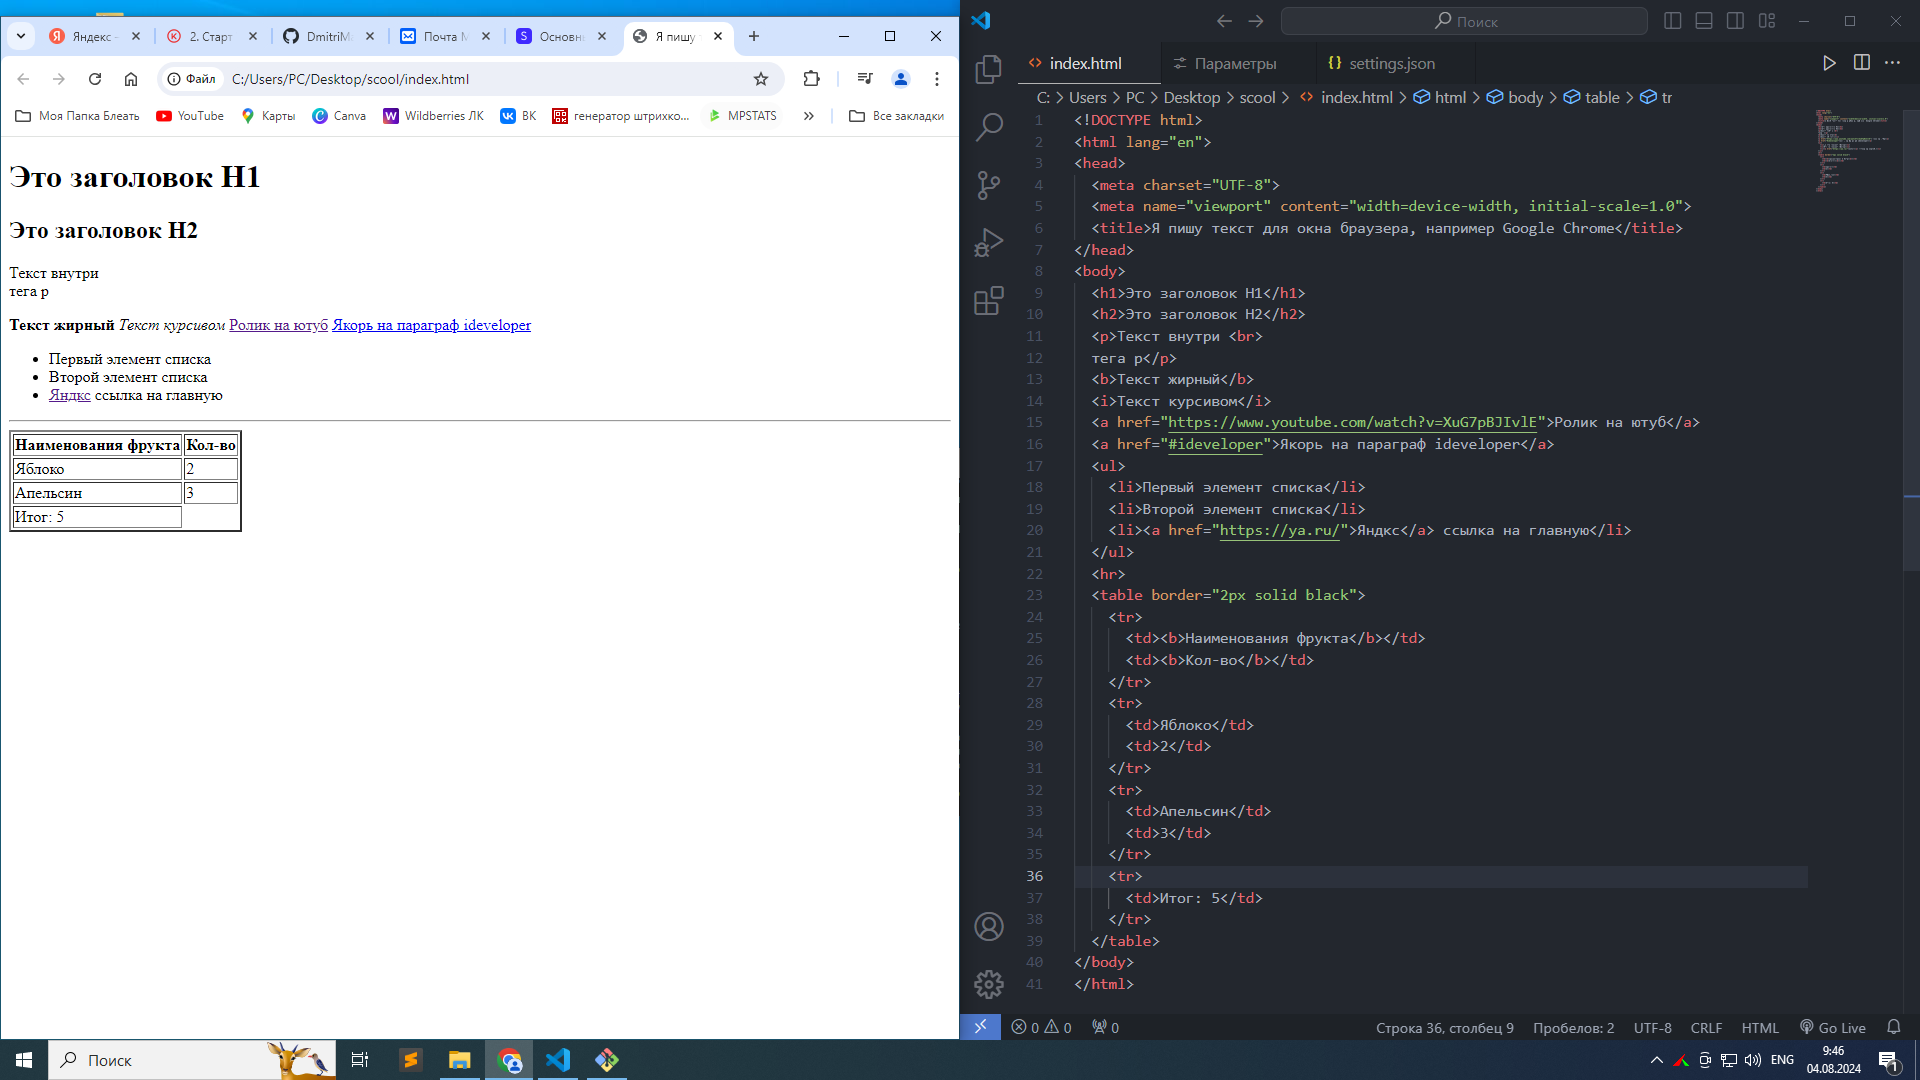 Яндекс -
2. Старт
DmitriM
Почта M
Основн
Я пишу
Файл
C:/Users/PC/Desktop/scool/index.html
Моя Папка Блеать
YouTube
Карты
Canva
Wildberries ЛК
ВК
генератор штрихко...
MPSTATS
»
Все закладки
Это заголовок H1
Это заголовок H2
Текст внутри
тега p
Текст жирный Текст курсивом Ролик на ютуб Якорь на параграф ideveloper
Первый элемент списка
Второй элемент списка
Яндкс ссылка на главную
Наименования фрукта Кол-во
Яблоко 2
Апельсин 3
Итог: 5
Поиск
index.html
Параметры
settings.json
C: > Users > PC > Desktop > scool > index.html > html > body > table > tr
1 <!DOCTYPE html>
2 <html lang="en">
3 <head>
4 <meta charset="UTF-8">
5 <meta name="viewport" content="width=device-width, initial-scale=1.0">
6 <title>Я пишу текст для окна браузера, например Google Chrome</title>
7 </head>
8 <body>
9 <h1>Это заголовок H1</h1>
10 <h2>Это заголовок H2</h2>
11 <p>Текст внутри <br>
12 тега p</p>
13 <b>Текст жирный</b>
14 <i>Текст курсивом</i>
15 <a href="https://www.youtube.com/watch?v=XuG7pBJIvlE">Ролик на ютуб</a>
16 <a href="#ideveloper">Якорь на параграф ideveloper</a>
17 <ul>
18 <li>Первый элемент списка</li>
19 <li>Второй элемент списка</li>
20 <li><a href="https://ya.ru/">Яндкс</a> ссылка на главную</li>
21 </ul>
22 <hr>
23 <table border="2px solid black">
24 <tr>
25 <td><b>Наименования фрукта</b></td>
26 <td><b>Кол-во</b></td>
27 </tr>
28 <tr>
29 <td>Яблоко</td>
30 <td>2</td>
31 </tr>
32 <tr>
33 <td>Апельсин</td>
34 <td>3</td>
35 </tr>
36 <tr>
37 <td>Итог: 5</td>
38 </tr>
39 </table>
40 </body>
41 </html>
0 0 0
Строка 36, столбец 9 Пробелов: 2 UTF-8 CRLF HTML Go Live
Поиск
ENG
9:46
04.08.2024
1